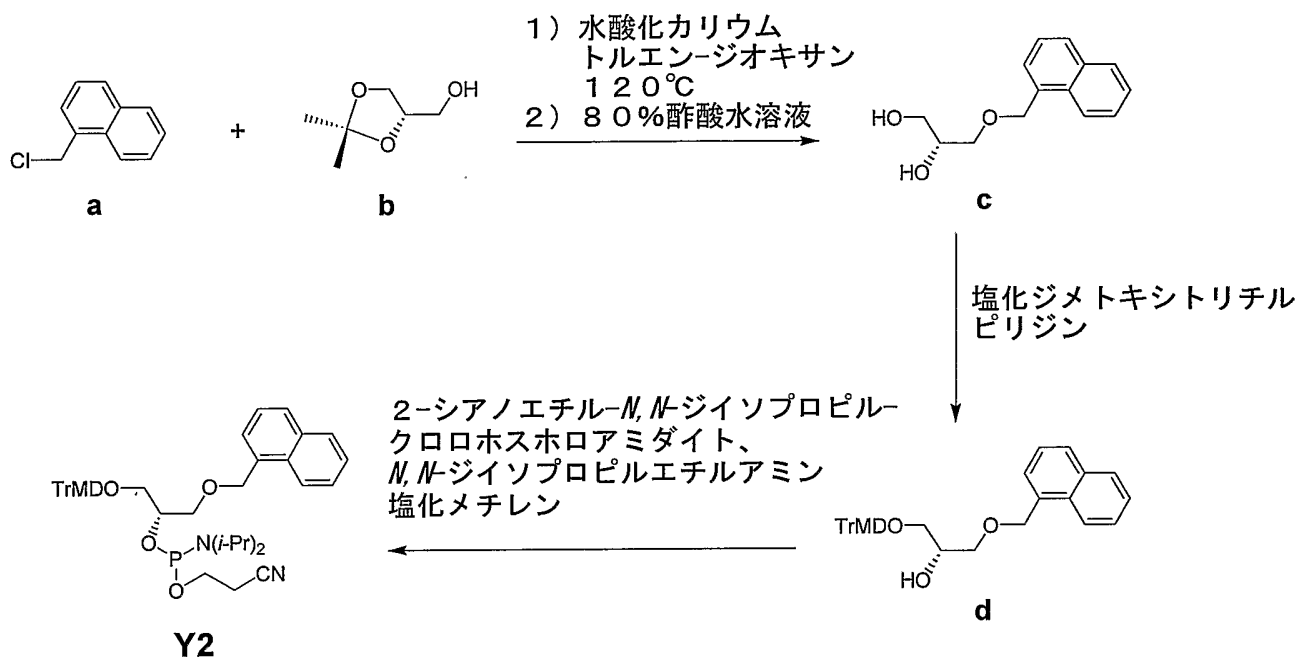 1）水酸化カリウム
トルエン-ジオキサン
120℃
2）80%酢酸水溶液
Cl
+
O
OH
O
HO
O
HO
a
b
c
塩化ジメトキシトリチル
ピリジン
2-シアノエチル-N,N-ジイソプロピル-
クロロホスホロアミダイト、
N,N-ジイソプロピルエチルアミン
塩化メチレン
TrMDO
O
O
P
N(i-Pr)2
O
CN
Y2
TrMDO
O
HO
d